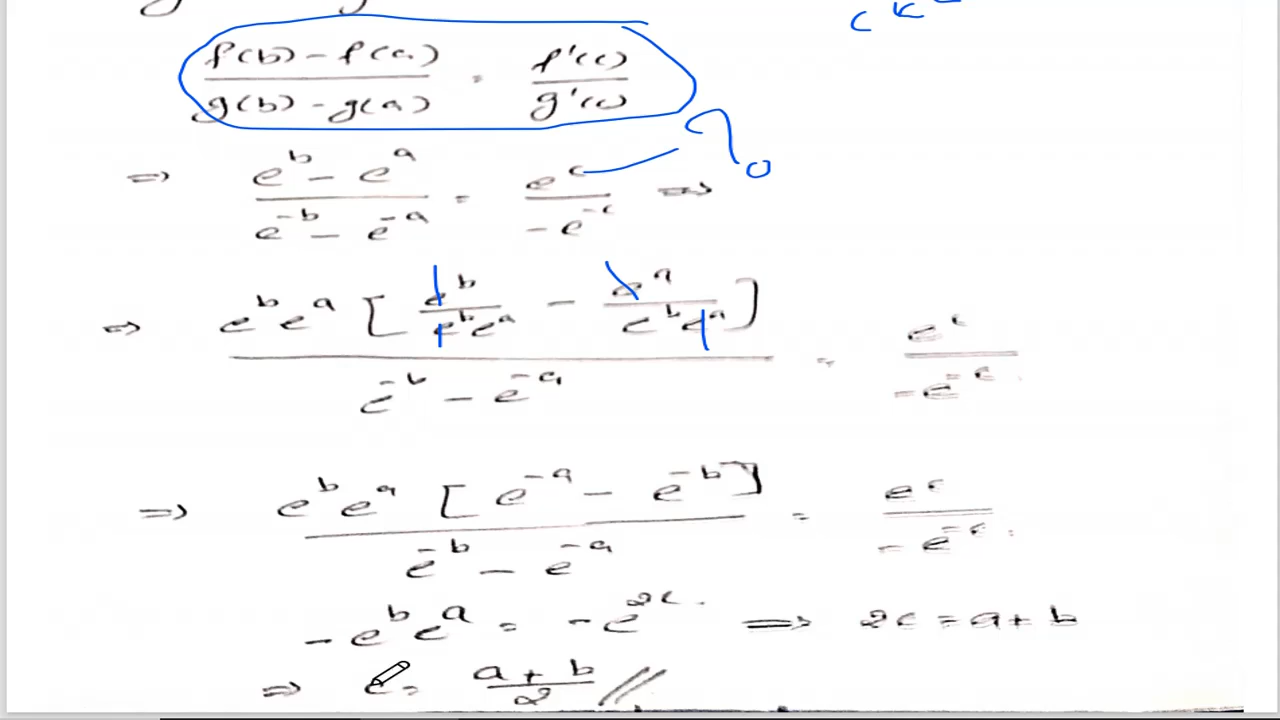 (f(b) - f(a))/(g(b) - g(a)) = f'(c)/g'(c)
=> (e^b - e^a)/(e^-b - e^-a) = e^c/(-e^-c) =>
=> e^b e^a [e^b/(e^b e^a) - e^a/(e^b e^a)]/(e^-b - e^-a) = e^c/(-e^-c)
=> e^b e^a [e^-a - e^-b]/(e^-b - e^-a) = e^c/(-e^-c).
-e^b e^a = -e^2c. => 2c = a + b
=> c = (a + b)/2 //